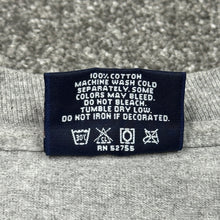 100% COTTON
MACHINE WASH COLD
SEPARATELY. SOME
COLORS MAY BLEED.
DO NOT BLEACH.
TUMBLE DRY LOW.
DO NOT IRON IF DECORATED.
30°
RN 52755